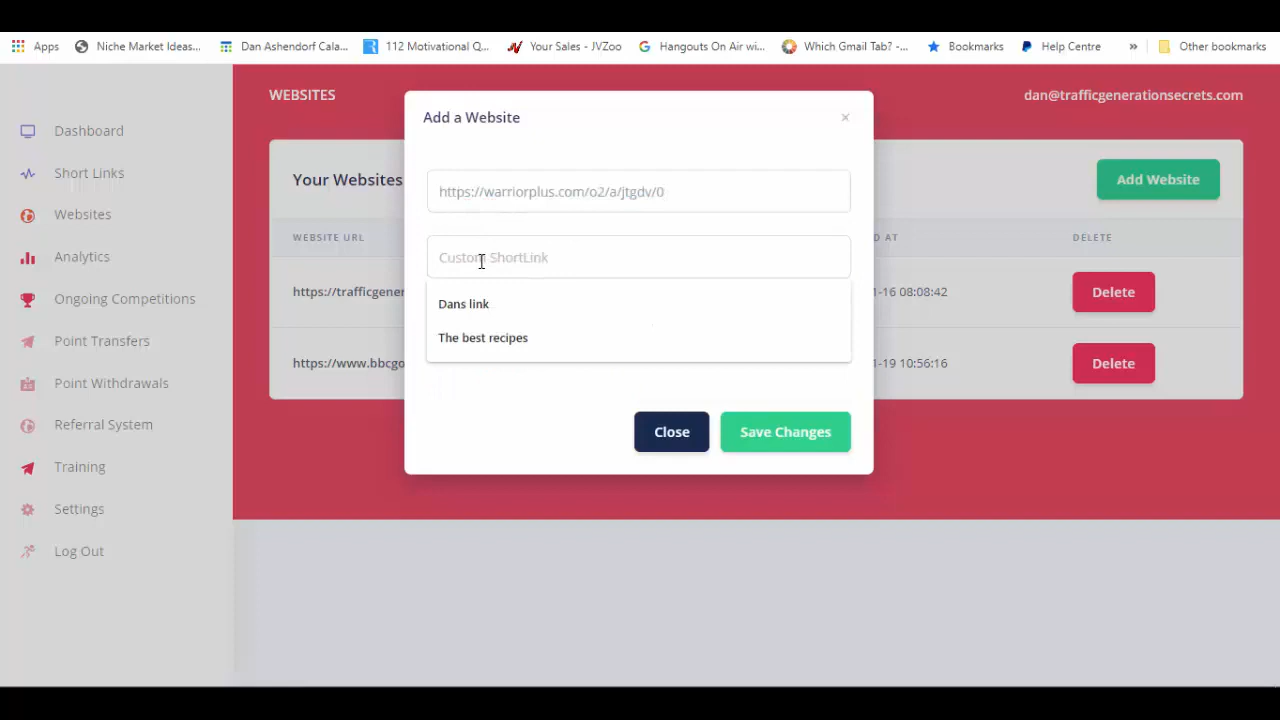 Apps Niche Market Ideas... Dan Ashendorf Cala... 112 Motivational Q... Your Sales - JVZoo Hangouts On Air wi... Which Gmail Tab? -... Bookmarks Help Centre » Other bookmarks
WEBSITES
dan@trafficgenerationsecrets.com
Dashboard
Short Links
Websites
Analytics
Ongoing Competitions
Point Transfers
Point Withdrawals
Referral System
Training
Settings
Log Out
Your Websites
Add Website
WEBSITE URL D AT DELETE
https://trafficgener 1-16 08:08:42 Delete
https://www.bbcgo 1-19 10:56:16 Delete
Add a Website ×
https://warriorplus.com/o2/a/jtgdv/0
Custom ShortLink
Dans link
The best recipes
Close Save Changes